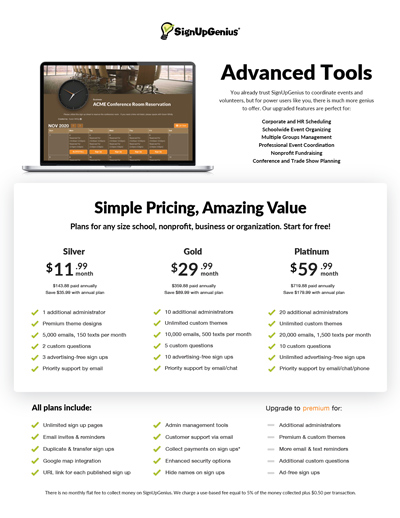 SignUpGenius
Advanced Tools
You already trust SignUpGenius to coordinate events and
volunteers, but for power users like you, there is much more genius
to offer. Our upgraded features are perfect for:
Corporate and HR Scheduling
Schoolwide Event Organizing
Multiple Groups Management
Professional Event Coordination
Nonprofit Fundraising
Conference and Trade Show Planning
ACME Conference Room Reservation
NOV 2020
Simple Pricing, Amazing Value
Plans for any size school, nonprofit, business or organization. Start for free!
Silver
$11.99 month
$143.88 paid annually
Save $35.99 with annual plan
1 additional administrator
Premium theme designs
5,000 emails, 150 texts per month
2 custom questions
3 advertising-free sign ups
Priority support by email
Gold
$29.99 month
$359.88 paid annually
Save $89.99 with annual plan
10 additional administrators
Unlimited custom themes
10,000 emails, 500 texts per month
5 custom questions
10 advertising-free sign ups
Priority support by email/chat
Platinum
$59.99 month
$719.88 paid annually
Save $179.99 with annual plan
20 additional administrators
Unlimited custom themes
20,000 emails, 1,500 texts per month
10 custom questions
Unlimited advertising-free sign ups
Priority support by email/chat/phone
All plans include:
Unlimited sign up pages
Email invites & reminders
Duplicate & transfer sign ups
Google map integration
URL link for each published sign up
Admin management tools
Customer support via email
Collect payments on sign ups*
Enhanced security options
Hide names on sign ups
Upgrade to premium for:
Additional administrators
Premium & custom themes
More email & text reminders
Additional custom questions
Ad-free sign ups
There is no monthly flat fee to collect money on SignUpGenius. We charge a use-based fee equal to 5% of the money collected plus $0.50 per transaction.